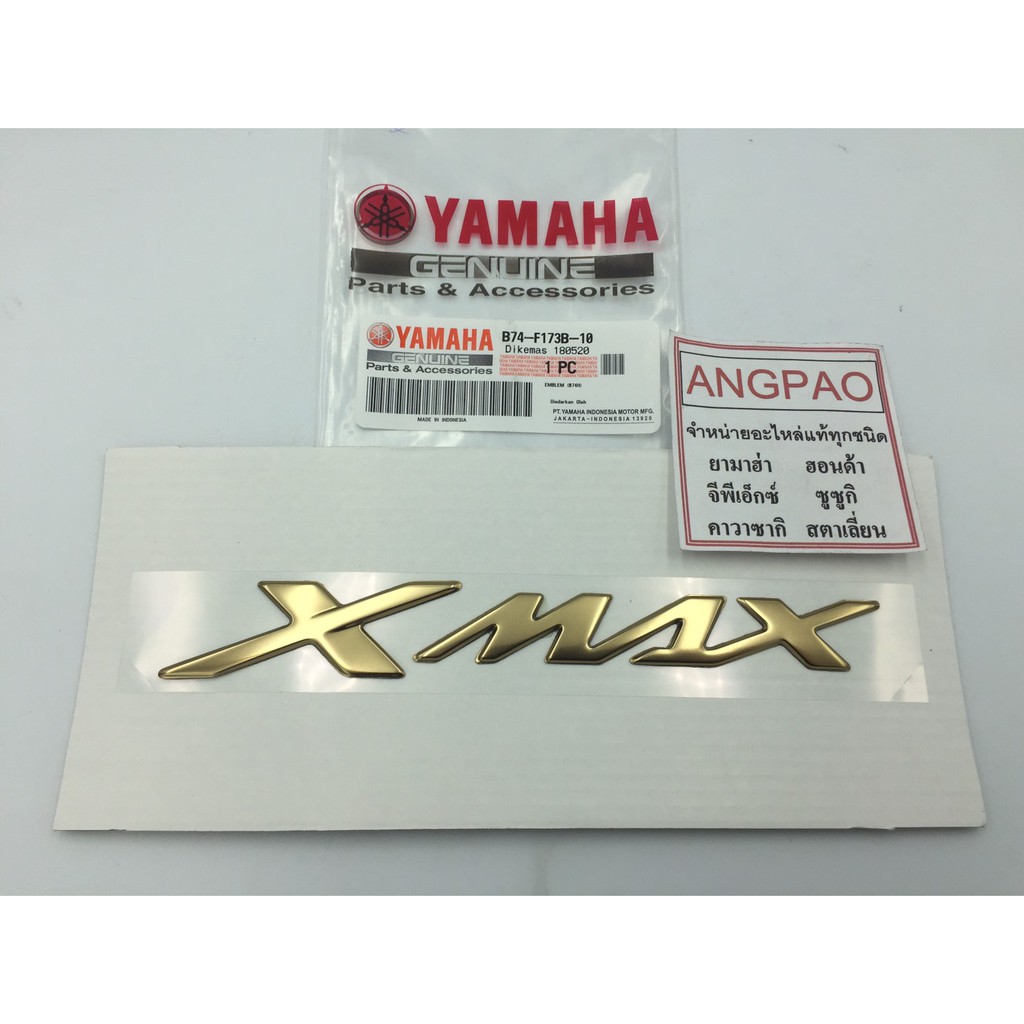 YAMAHA
GENUINE
Parts & Accessories
YAMAHA
GENUINE
Parts & Accessories
B74-F173B-10
Dikemas 180520
1 PC
EMBLEM (B74H)
Diedarkan Oleh
PT.YAMAHA INDONESIA MOTOR MFG.
JAKARTA-INDONESIA 13920
MADE IN INDONESIA
ANGPAO
จำหน่ายอะไหล่แท้ทุกชนิด
ยามาฮ่า ฮอนด้า
จีพีเอ็กซ์ ซูซูกิ
คาวาซากิ สตาเลี่ยน
XMAX